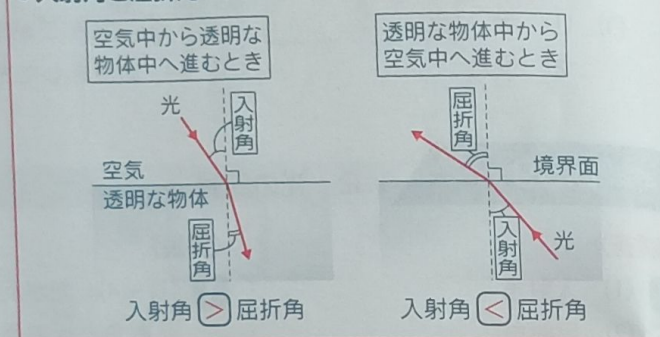 空気中から透明な
物体中へ進むとき
光
入射角
空気
透明な物体
屈折角
入射角 > 屈折角
透明な物体中から
空気中へ進むとき
屈折角
境界面
入射角
光
入射角 < 屈折角